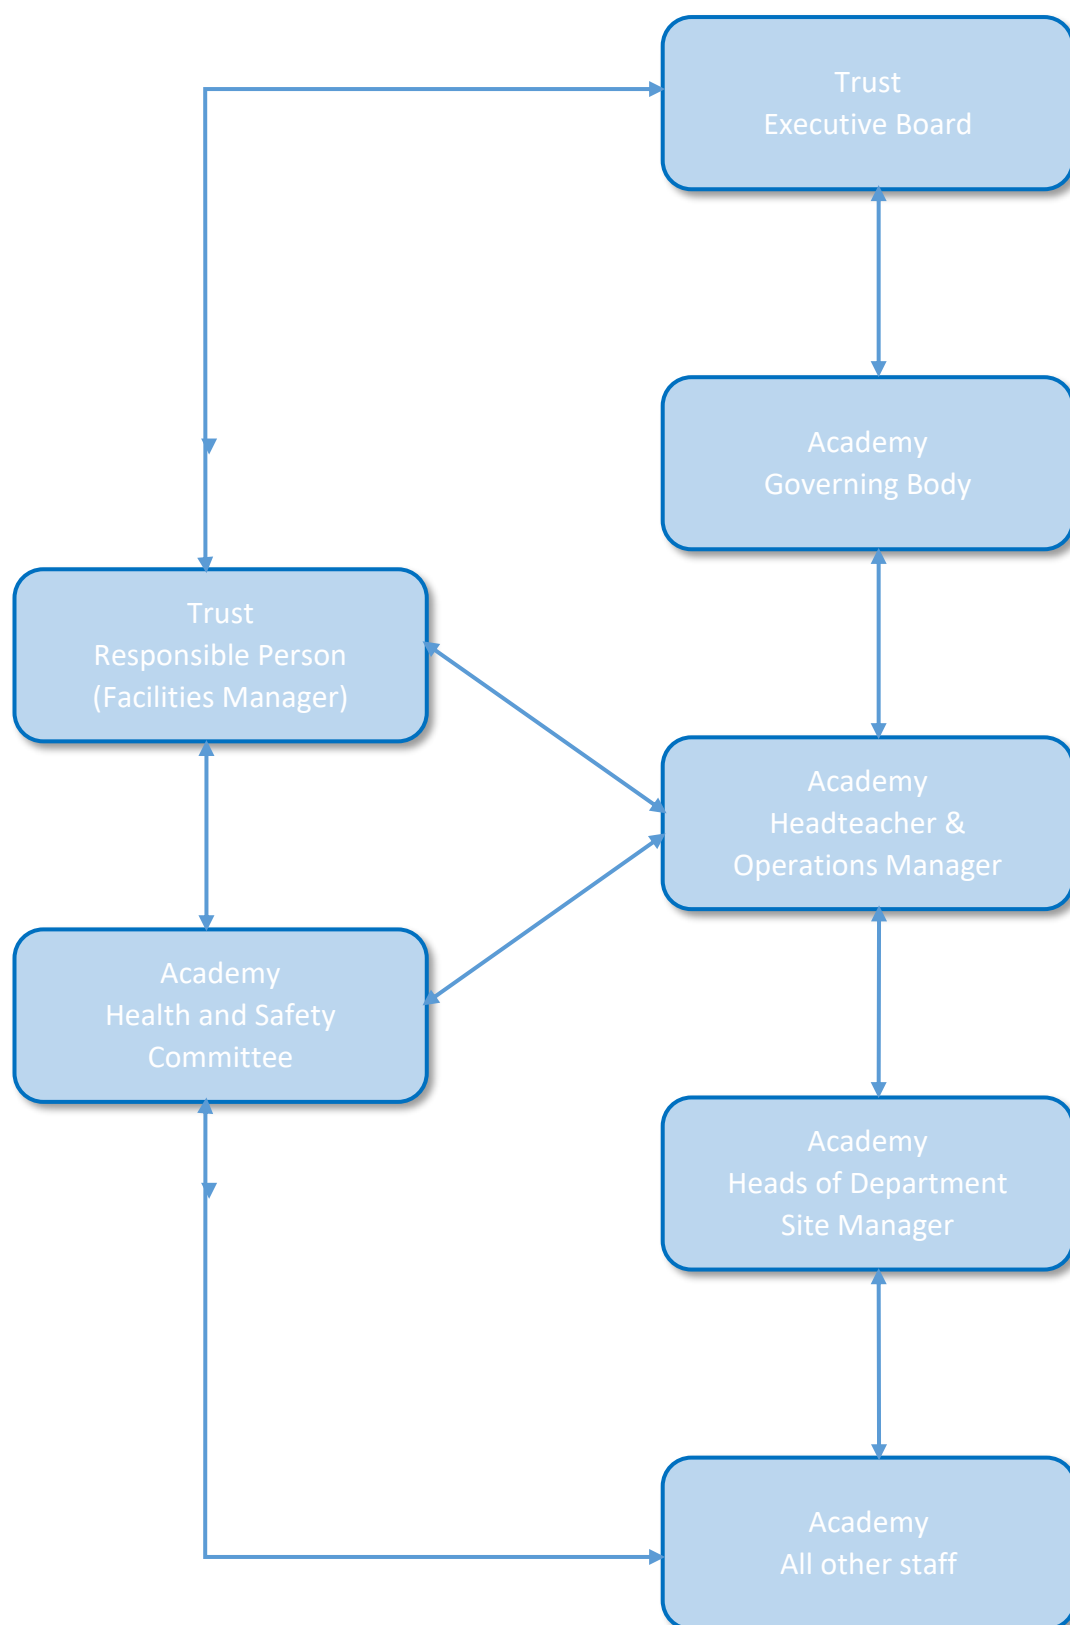 Trust
Executive Board
Academy
Governing Body
Trust
Responsible Person
(Facilities Manager)
Academy
Headteacher &
Operations Manager
Academy
Health and Safety
Committee
Academy
Heads of Department
Site Manager
Academy
All other staff